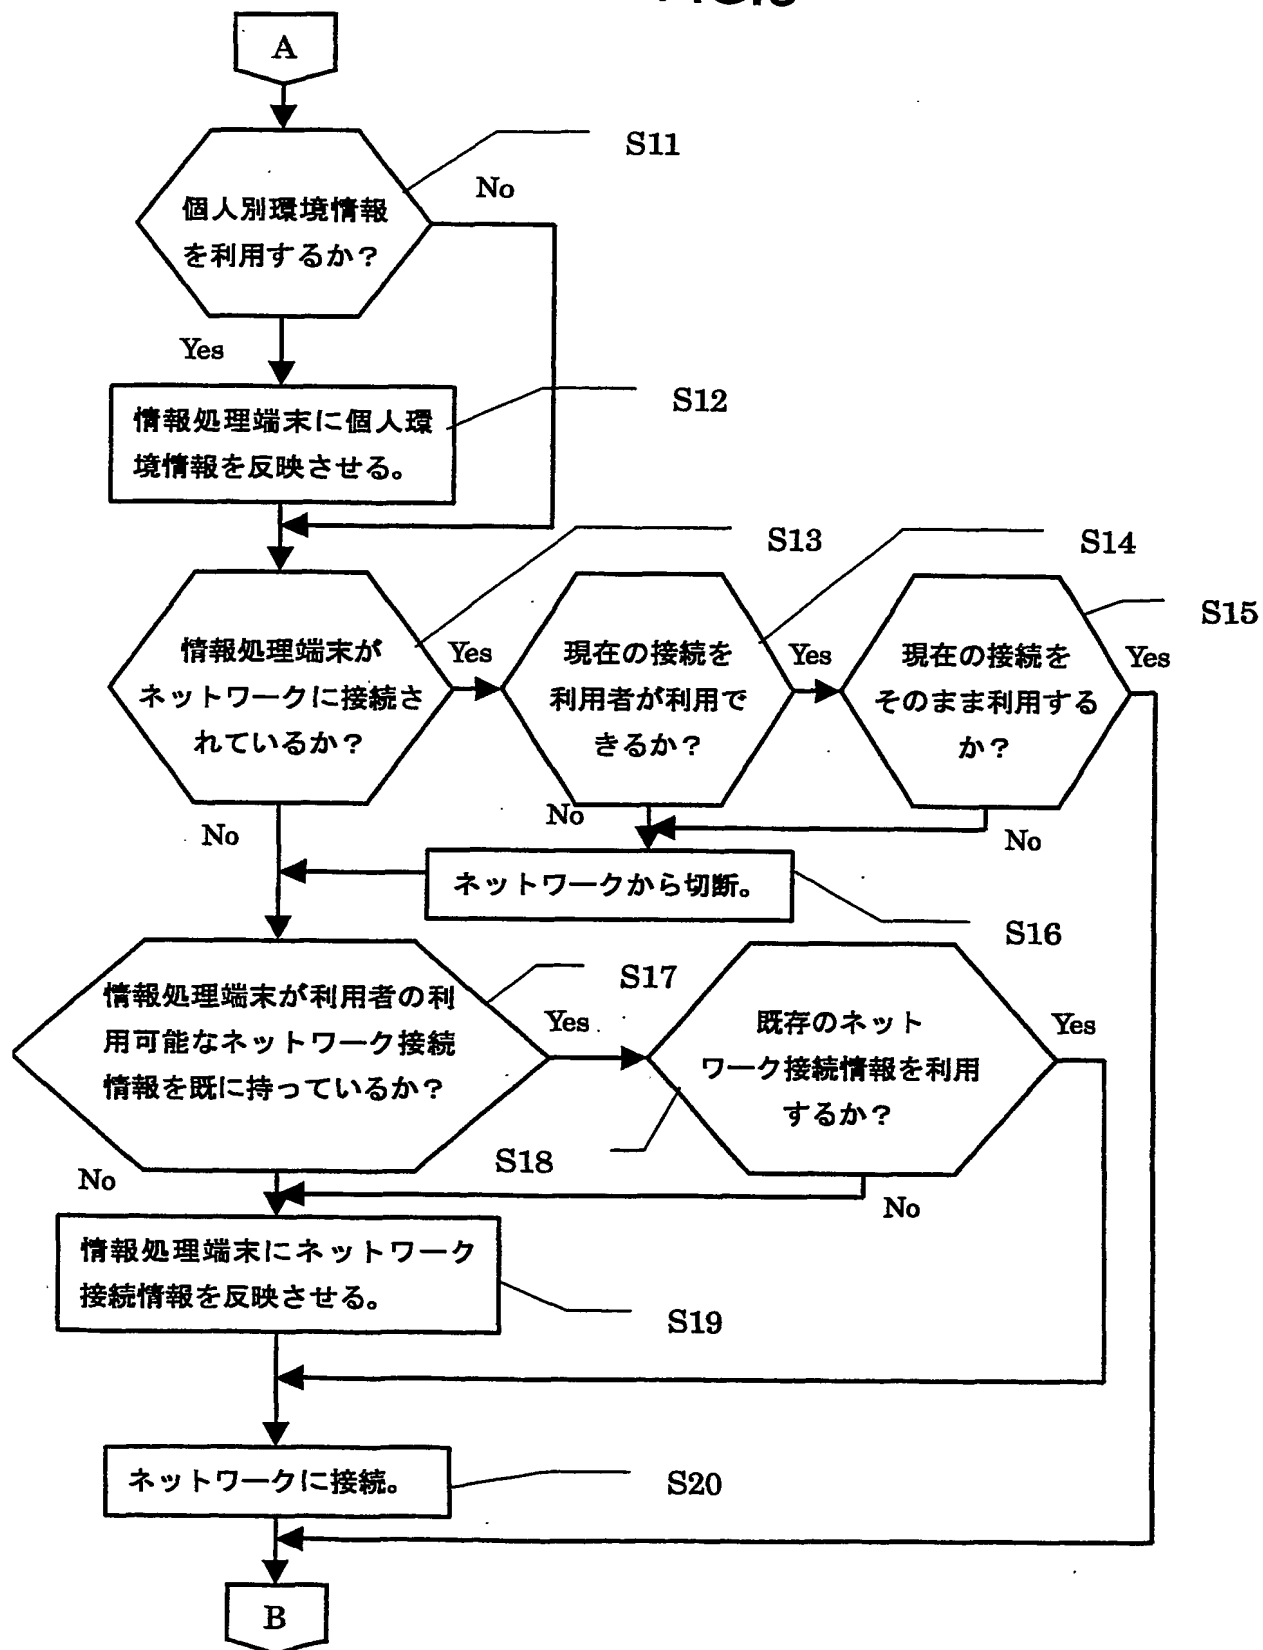 A
S11
No
個人別環境情報
を利用するか？
Yes
S12
情報処理端末に個人環
境情報を反映させる。
S13
S14
S15
情報処理端末が
ネットワークに接続さ
れているか？
Yes
現在の接続を
利用者が利用で
きるか？
Yes
現在の接続を
そのまま利用する
か？
Yes
No
No
No
ネットワークから切断。
S16
S17
情報処理端末が利用者の利
用可能なネットワーク接続
情報を既に持っているか？
Yes
既存のネット
ワーク接続情報を利用
するか？
Yes
S18
No
No
情報処理端末にネットワーク
接続情報を反映させる。
S19
ネットワークに接続。
S20
B